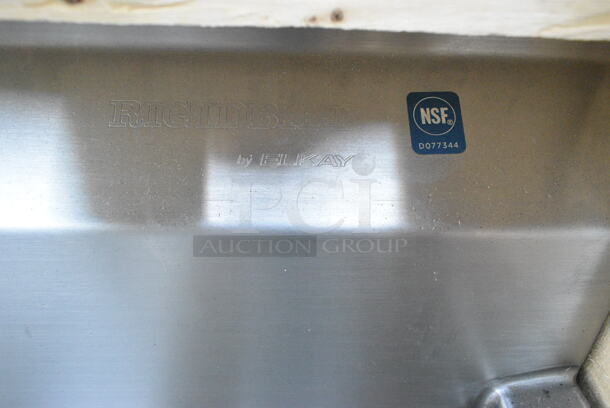 NSF®
D077344
by ELKAY
PCI
AUCTION GROUP